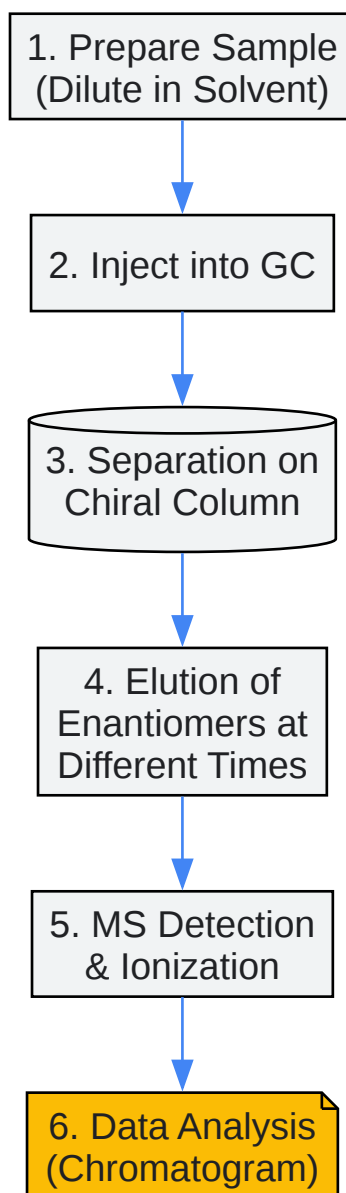 1. Prepare Sample
(Dilute in Solvent)
2. Inject into GC
3. Separation on
Chiral Column
4. Elution of
Enantiomers at
Different Times
5. MS Detection
& Ionization
6. Data Analysis
(Chromatogram)